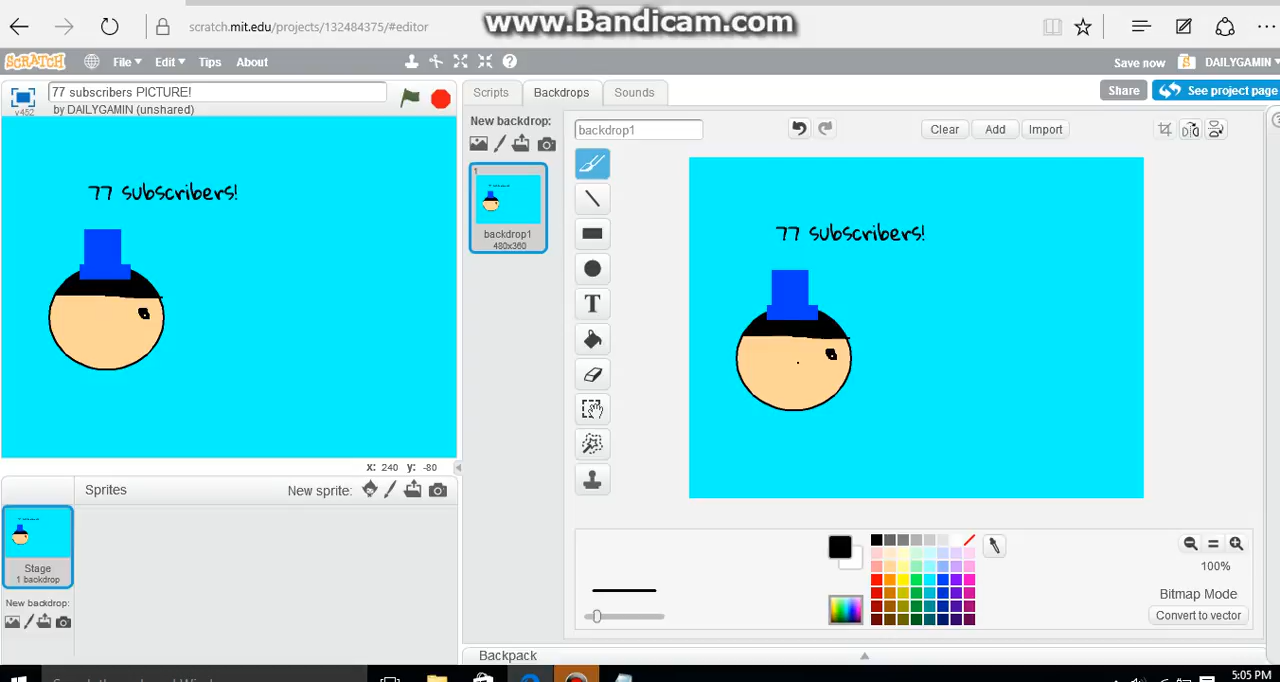 www.Bandicam.com
scratch.mit.edu/projects/132484375/#editor
SCRATCH File Edit Tips About Save now DAILYGAMIN
v452
77 subscribers PICTURE!
by DAILYGAMIN (unshared)
Scripts Backdrops Sounds Share See project page
New backdrop: backdrop1 Clear Add Import
77 subscribers!
77 subscribers!
1
backdrop1
480x360
T
x: 240 y: -80
Sprites New sprite:
Stage
1 backdrop
New backdrop:
100%
Bitmap Mode
Convert to vector
Backpack
5:05 PM